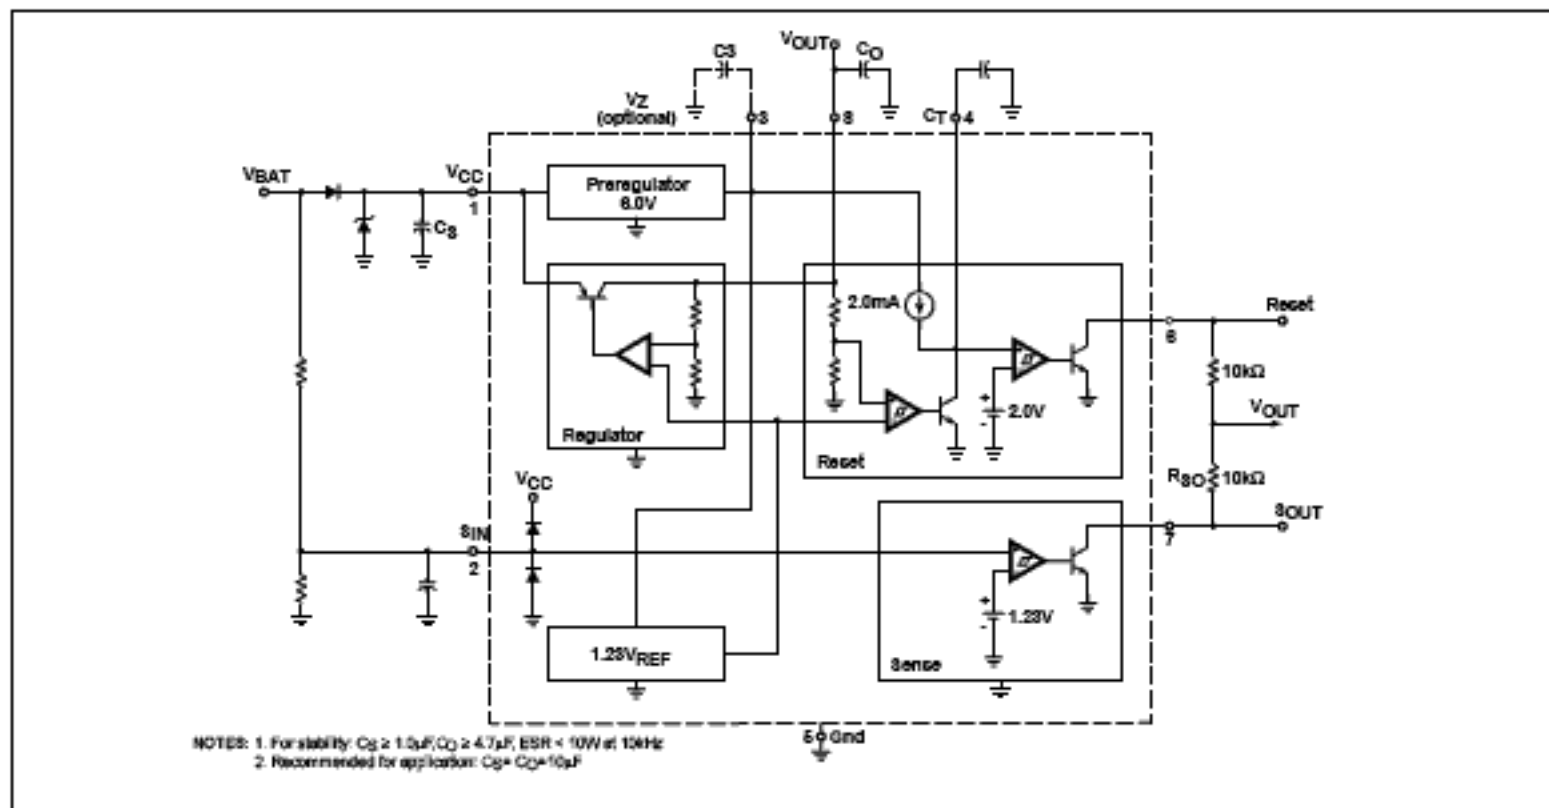 C3
VOUT
CO
VZ
(optional)
3
8
CT 4
VBAT
VCC
1
CS
Preregulator
6.0V
2.0mA
Reset
6
10kΩ
2.0V
VOUT
Regulator
Reset
RSO
10kΩ
VCC
SIN
2
SOUT
7
1.23V
1.23VREF
Sense
5 Gnd
NOTES: 1. For stability: CS ≥ 1.0µF, CO ≥ 4.7µF, ESR < 10W at 10kHz
2. Recommended for application: CS= CO=10µF